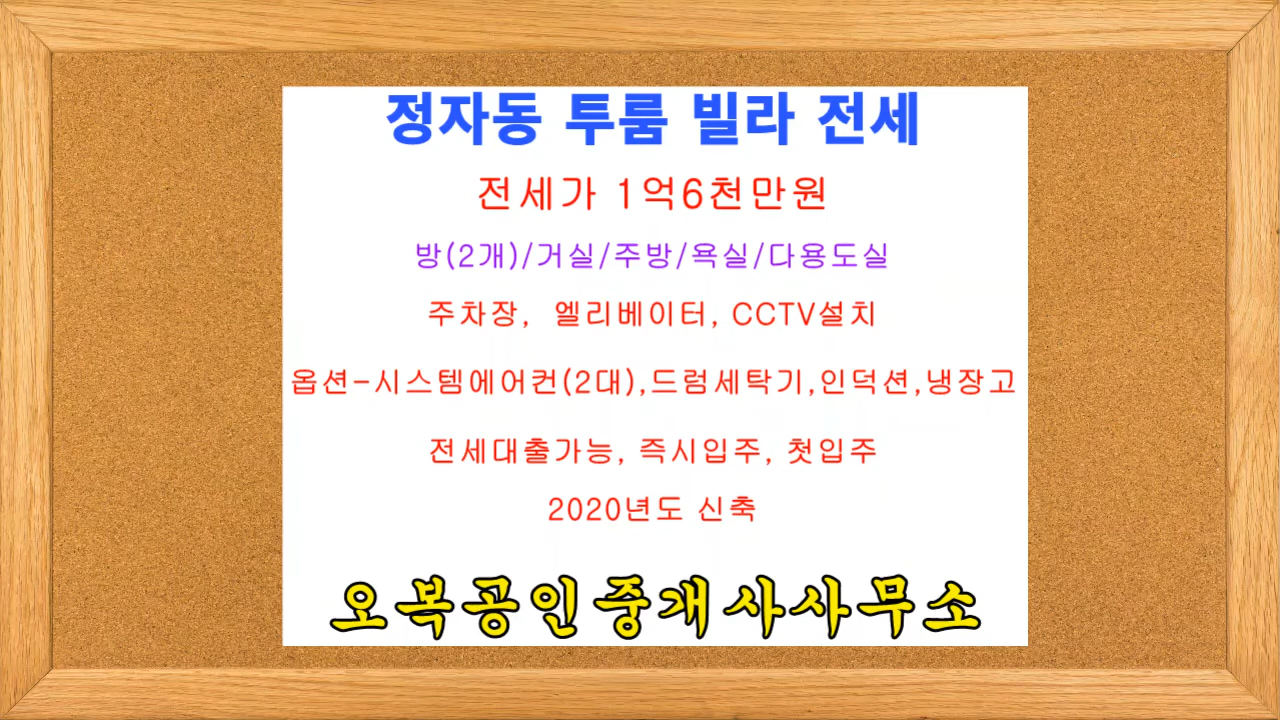 정자동 투룸 빌라 전세
전세가 1억6천만원
방(2개)/거실/주방/욕실/다용도실
주차장, 엘리베이터, CCTV설치
옵션-시스템에어컨(2대),드럼세탁기,인덕션,냉장고
전세대출가능, 즉시입주, 첫입주
2020년도 신축
오복공인중개사사무소